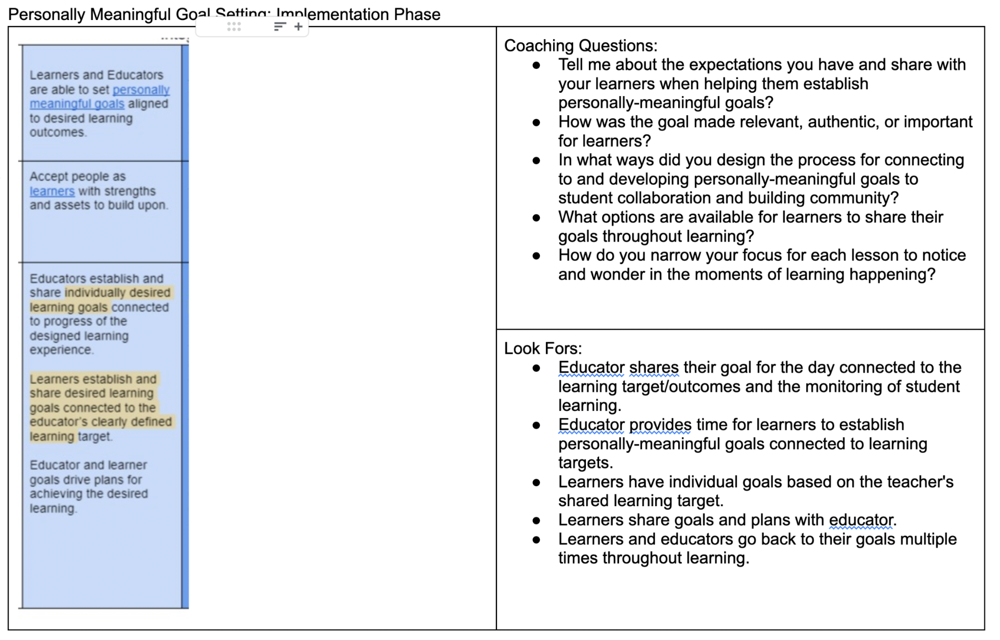 Personally Meaningful Goal Setting: Implementation Phase
Learners and Educators
are able to set personally
meaningful goals aligned
to desired learning
outcomes.
Accept people as
learners with strengths
and assets to build upon.
Educators establish and
share individually desired
learning goals connected
to progress of the
designed learning
experience.
Learners establish and
share desired learning
goals connected to the
educator's clearly defined
learning target.
Educator and learner
goals drive plans for
achieving the desired
learning.
Coaching Questions:
● Tell me about the expectations you have and share with
your learners when helping them establish
personally-meaningful goals?
● How was the goal made relevant, authentic, or important
for learners?
● In what ways did you design the process for connecting
to and developing personally-meaningful goals to
student collaboration and building community?
● What options are available for learners to share their
goals throughout learning?
● How do you narrow your focus for each lesson to notice
and wonder in the moments of learning happening?
Look Fors:
● Educator shares their goal for the day connected to the
learning target/outcomes and the monitoring of student
learning.
● Educator provides time for learners to establish
personally-meaningful goals connected to learning
targets.
● Learners have individual goals based on the teacher's
shared learning target.
● Learners share goals and plans with educator.
● Learners and educators go back to their goals multiple
times throughout learning.